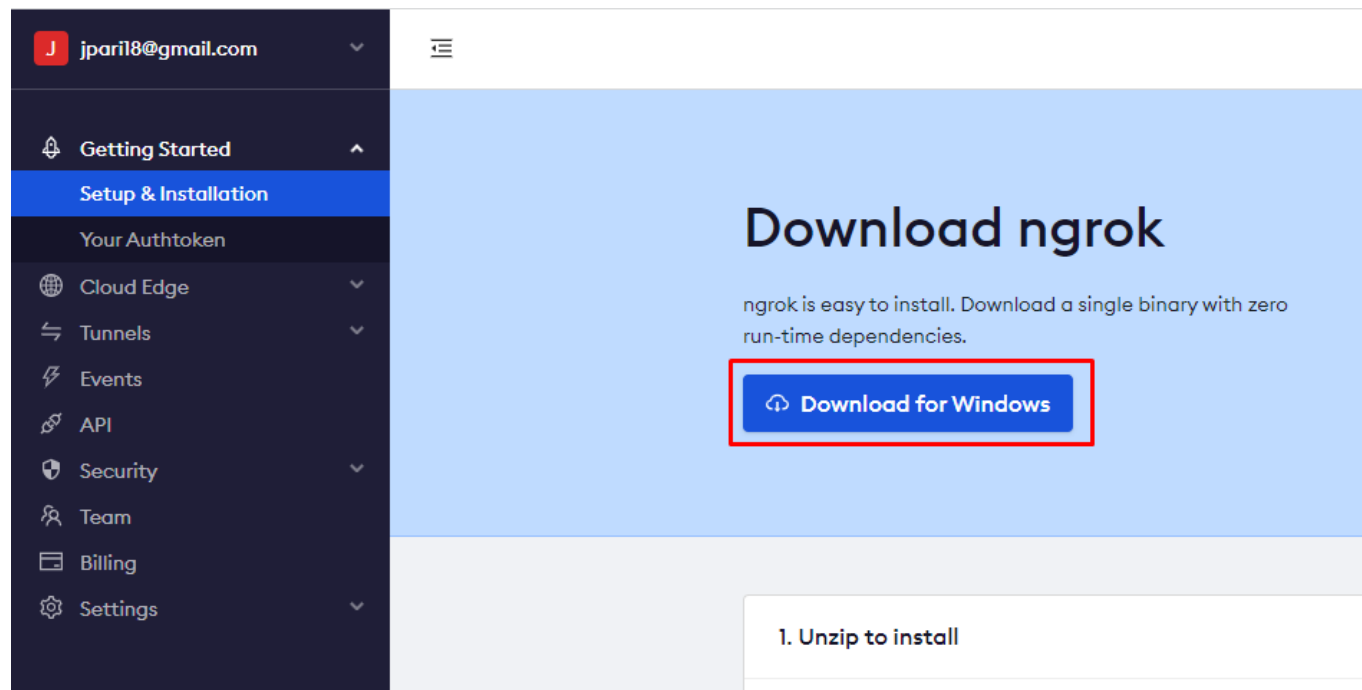 J jpari18@gmail.com
Getting Started
Setup & Installation
Your Authtoken
Cloud Edge
Tunnels
Events
API
Security
Team
Billing
Settings
Download ngrok
ngrok is easy to install. Download a single binary with zero
run-time dependencies.
Download for Windows
1. Unzip to install